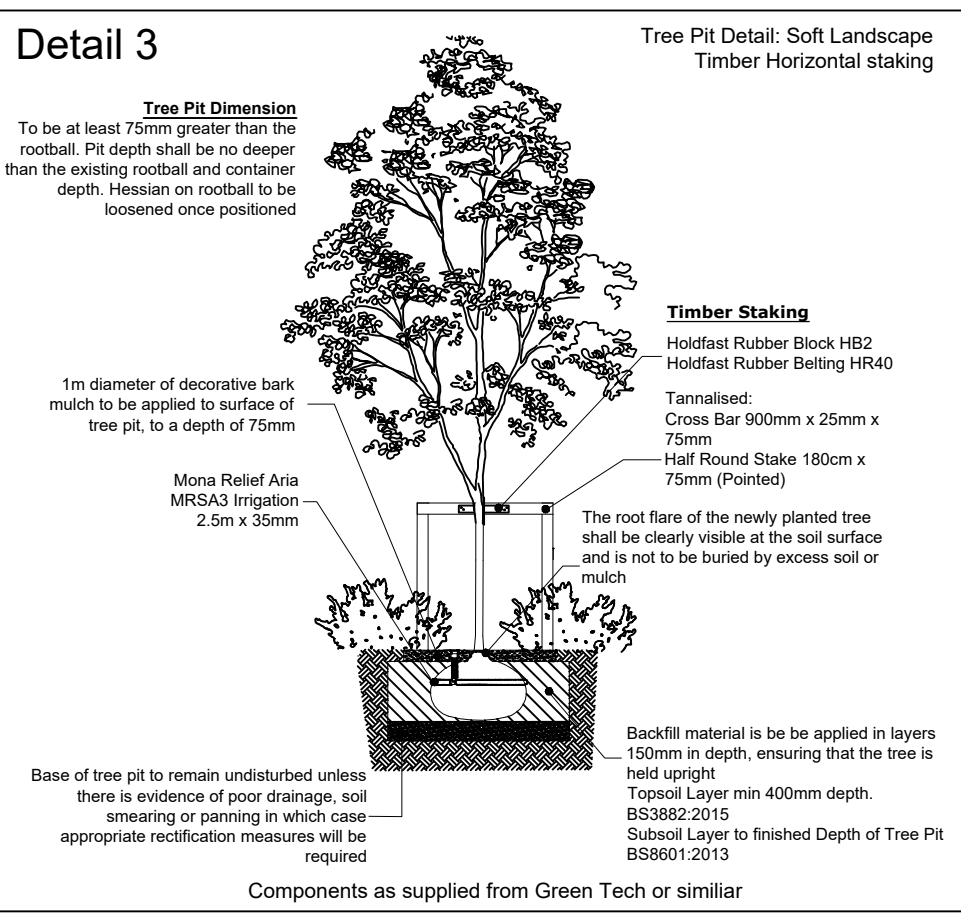 Detail 3
Tree Pit Detail: Soft Landscape
Timber Horizontal staking
Tree Pit Dimension
To be at least 75mm greater than the
rootball. Pit depth shall be no deeper
than the existing rootball and container
depth. Hessian on rootball to be
loosened once positioned
Timber Staking
Holdfast Rubber Block HB2
Holdfast Rubber Belting HR40
Tannalised:
Cross Bar 900mm x 25mm x
75mm
Half Round Stake 180cm x
75mm (Pointed)
1m diameter of decorative bark
mulch to be applied to surface of
tree pit, to a depth of 75mm
Mona Relief Aria
MRSA3 Irrigation
2.5m x 35mm
The root flare of the newly planted tree
shall be clearly visible at the soil surface
and is not to be buried by excess soil or
mulch
Backfill material is be be applied in layers
150mm in depth, ensuring that the tree is
held upright
Topsoil Layer min 400mm depth.
BS3882:2015
Subsoil Layer to finished Depth of Tree Pit
BS8601:2013
Base of tree pit to remain undisturbed unless
there is evidence of poor drainage, soil
smearing or panning in which case
appropriate rectification measures will be
required
Components as supplied from Green Tech or similiar